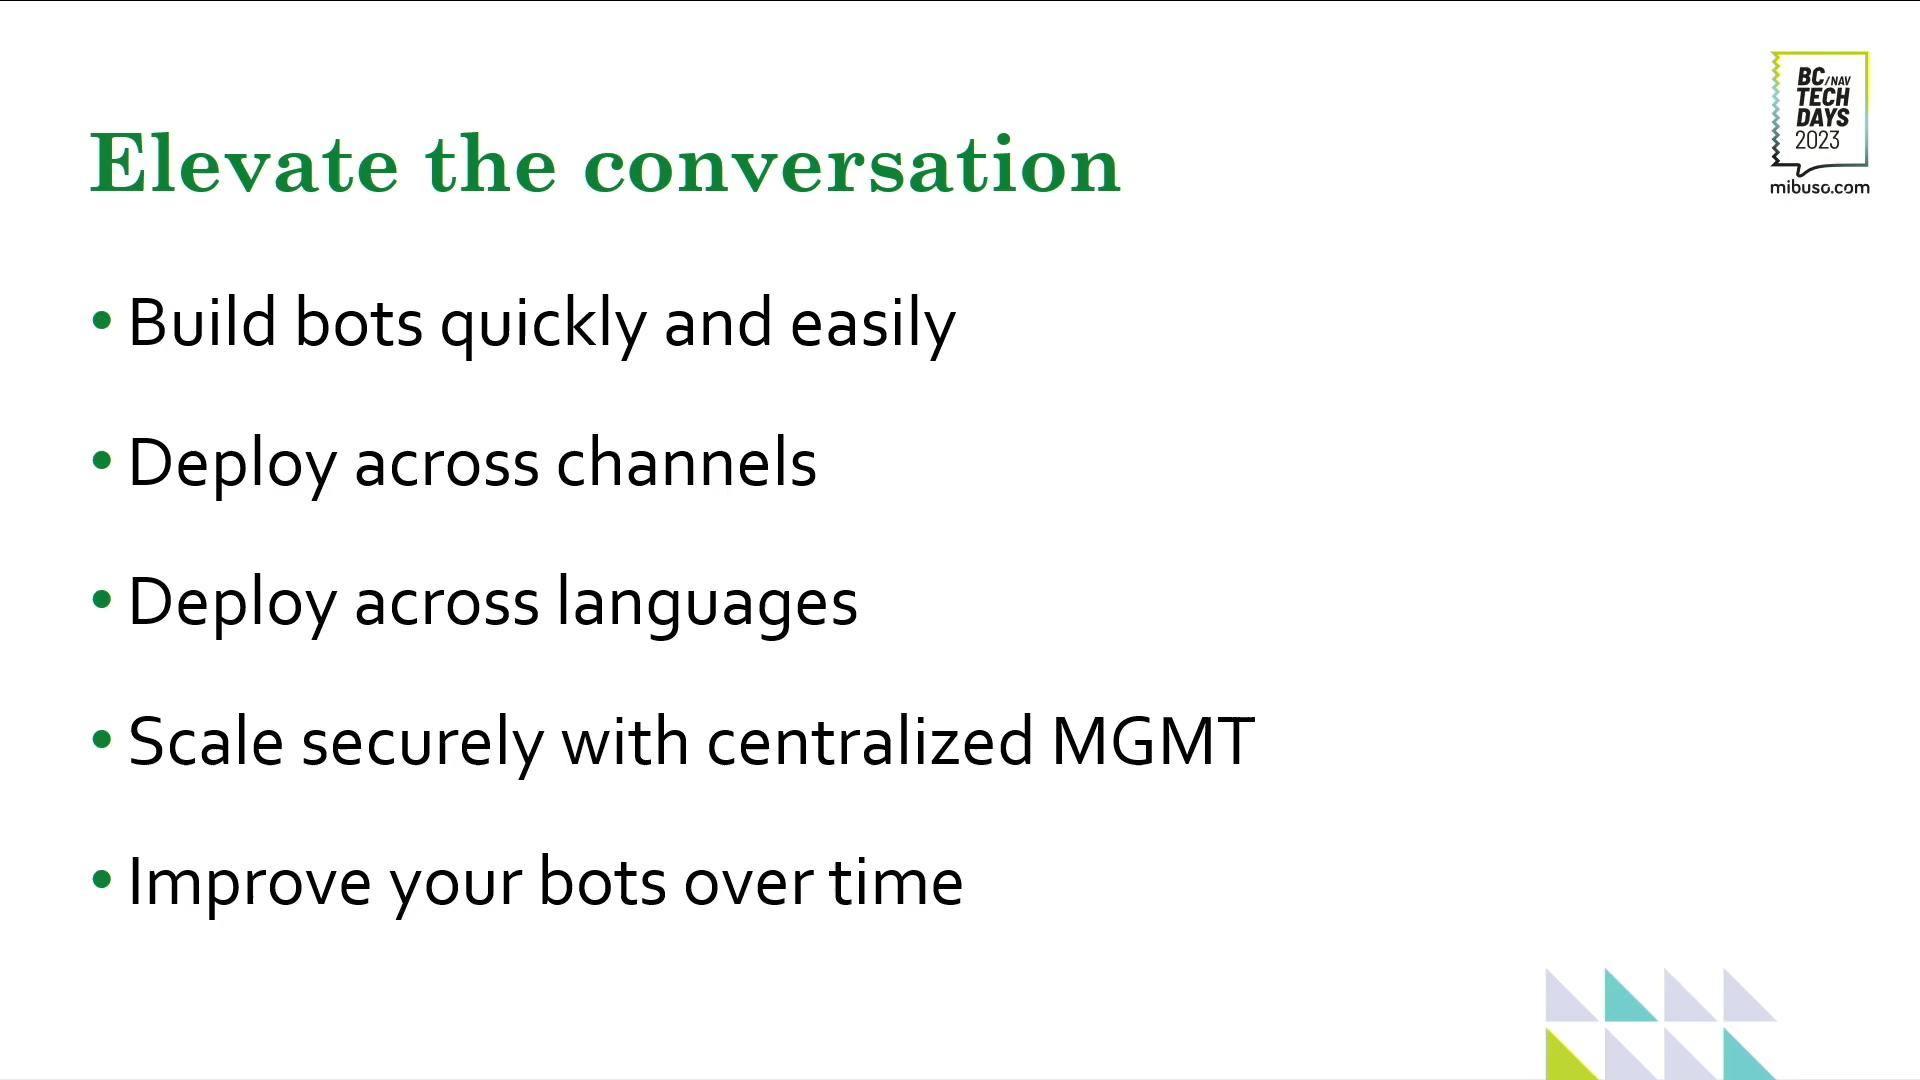 BC/NAV
TECH
DAYS
2023
mibuso.com
Elevate the conversation
• Build bots quickly and easily
• Deploy across channels
• Deploy across languages
• Scale securely with centralized MGMT
• Improve your bots over time